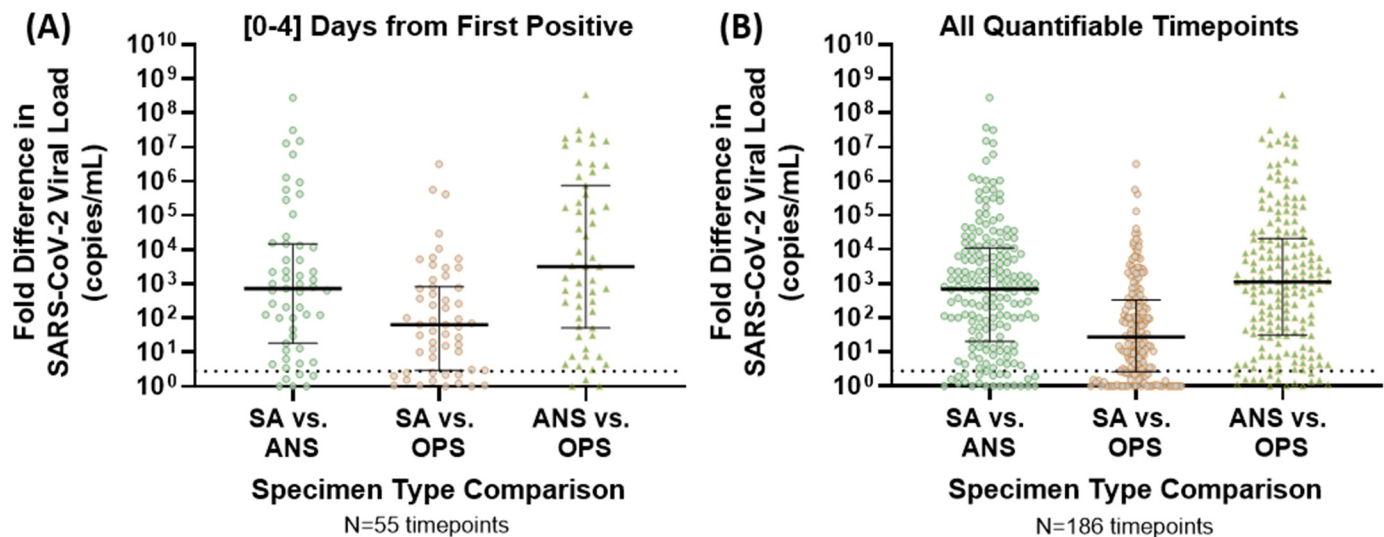 (A)
[0-4] Days from First Positive
Fold Difference in
SARS-CoV-2 Viral Load
(copies/mL)
10^10
10^9
10^8
10^7
10^6
10^5
10^4
10^3
10^2
10^1
10^0
SA vs.
ANS
SA vs.
OPS
ANS vs.
OPS
Specimen Type Comparison
N=55 timepoints
(B)
All Quantifiable Timepoints
Fold Difference in
SARS-CoV-2 Viral Load
(copies/mL)
10^10
10^9
10^8
10^7
10^6
10^5
10^4
10^3
10^2
10^1
10^0
SA vs.
ANS
SA vs.
OPS
ANS vs.
OPS
Specimen Type Comparison
N=186 timepoints